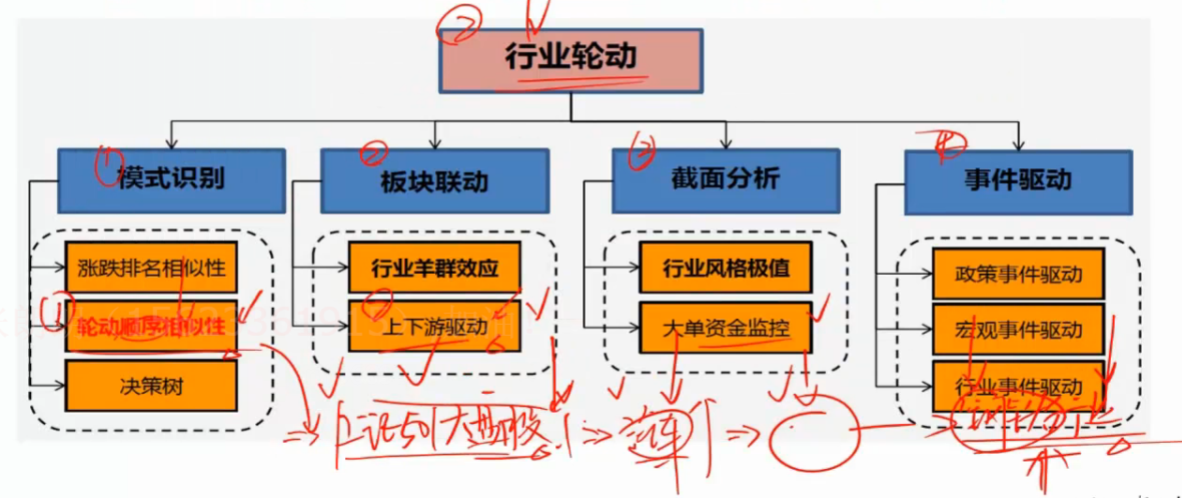 ② 行业轮动
① 模式识别
② 板块联动
③ 截面分析
④ 事件驱动
涨跌排名相似性
轮动顺序相似性
决策树
行业羊群效应
上下游驱动
行业风格极值
大单资金监控
政策事件驱动
宏观事件驱动
行业事件驱动
⇒ 上证50/大盘股 ⇒ ⇒